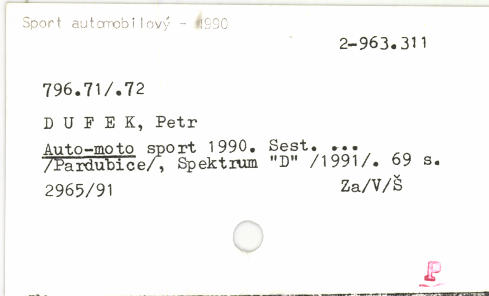 Sport automobilový - 1990
2-963.311
796.71/.72
D U F E K, Petr
Auto-moto sport 1990. Sest. ...
/Pardubice/, Spektrum "D" /1991/. 69 s.
2965/91 Za/V/Š
P